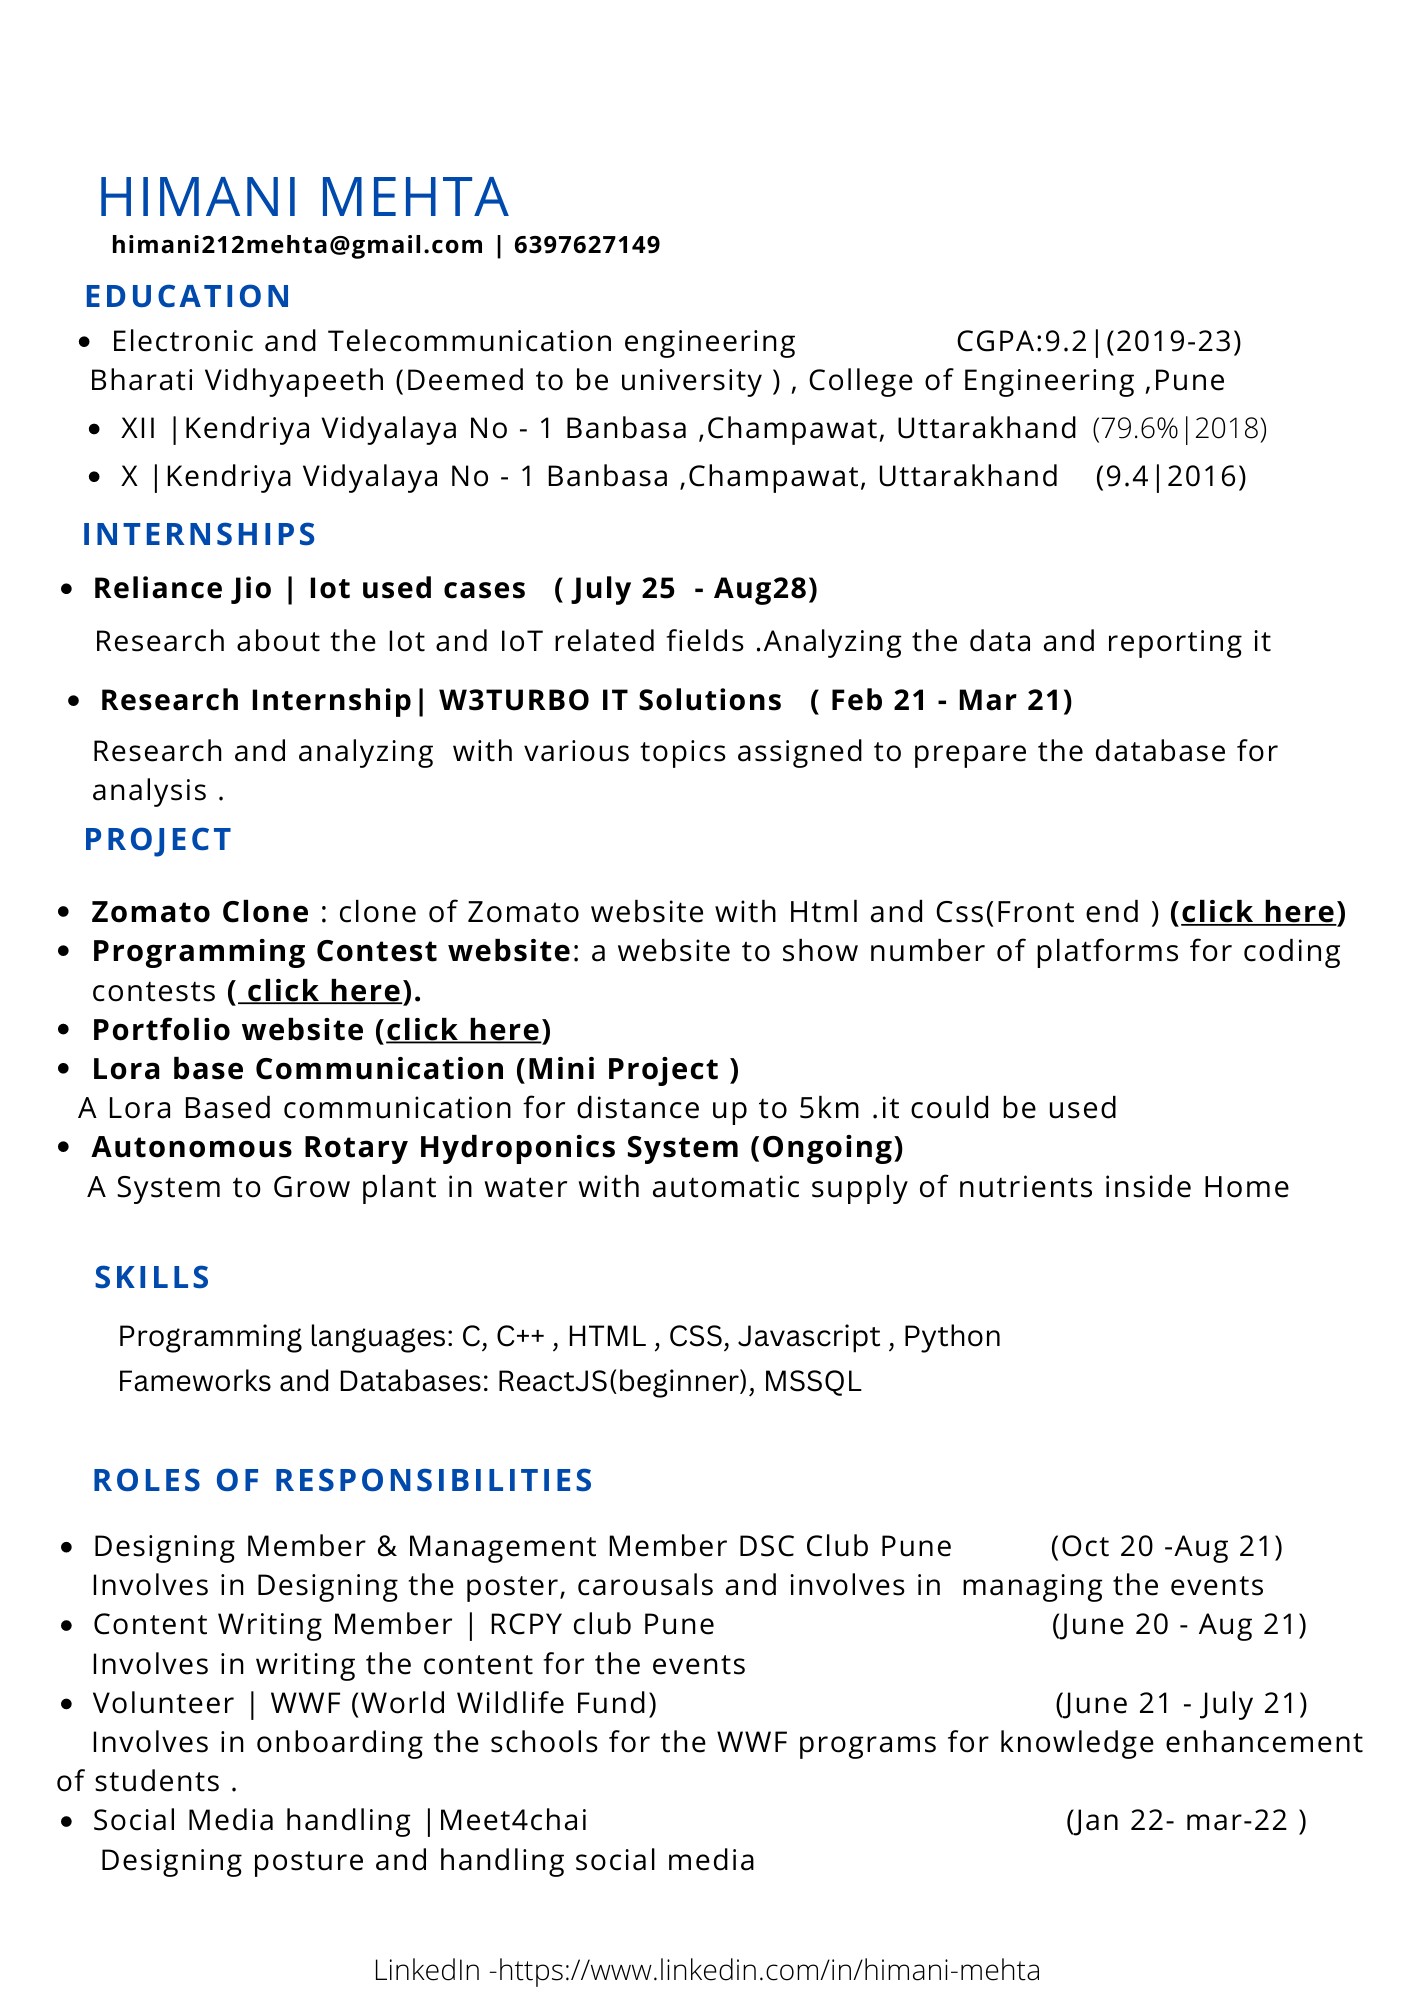 HIMANI MEHTA
himani212mehta@gmail.com | 6397627149
EDUCATION
• Electronic and Telecommunication engineering CGPA:9.2|(2019-23)
Bharati Vidhyapeeth (Deemed to be university ) , College of Engineering ,Pune
• XII |Kendriya Vidyalaya No - 1 Banbasa ,Champawat, Uttarakhand (79.6%|2018)
• X |Kendriya Vidyalaya No - 1 Banbasa ,Champawat, Uttarakhand (9.4|2016)
INTERNSHIPS
• Reliance Jio | Iot used cases ( July 25 - Aug28)
Research about the Iot and IoT related fields .Analyzing the data and reporting it
• Research Internship| W3TURBO IT Solutions ( Feb 21 - Mar 21)
Research and analyzing with various topics assigned to prepare the database for
analysis .
PROJECT
• Zomato Clone : clone of Zomato website with Html and Css(Front end ) (click here)
• Programming Contest website: a website to show number of platforms for coding
contests ( click here).
• Portfolio website (click here)
• Lora base Communication (Mini Project )
A Lora Based communication for distance up to 5km .it could be used
• Autonomous Rotary Hydroponics System (Ongoing)
A System to Grow plant in water with automatic supply of nutrients inside Home
SKILLS
Programming languages: C, C++ , HTML , CSS, Javascript , Python
Fameworks and Databases: ReactJS(beginner), MSSQL
ROLES OF RESPONSIBILITIES
• Designing Member & Management Member DSC Club Pune (Oct 20 -Aug 21)
Involves in Designing the poster, carousals and involves in managing the events
• Content Writing Member | RCPY club Pune (June 20 - Aug 21)
Involves in writing the content for the events
• Volunteer | WWF (World Wildlife Fund) (June 21 - July 21)
Involves in onboarding the schools for the WWF programs for knowledge enhancement
of students .
• Social Media handling |Meet4chai (Jan 22- mar-22 )
Designing posture and handling social media
LinkedIn -https://www.linkedin.com/in/himani-mehta